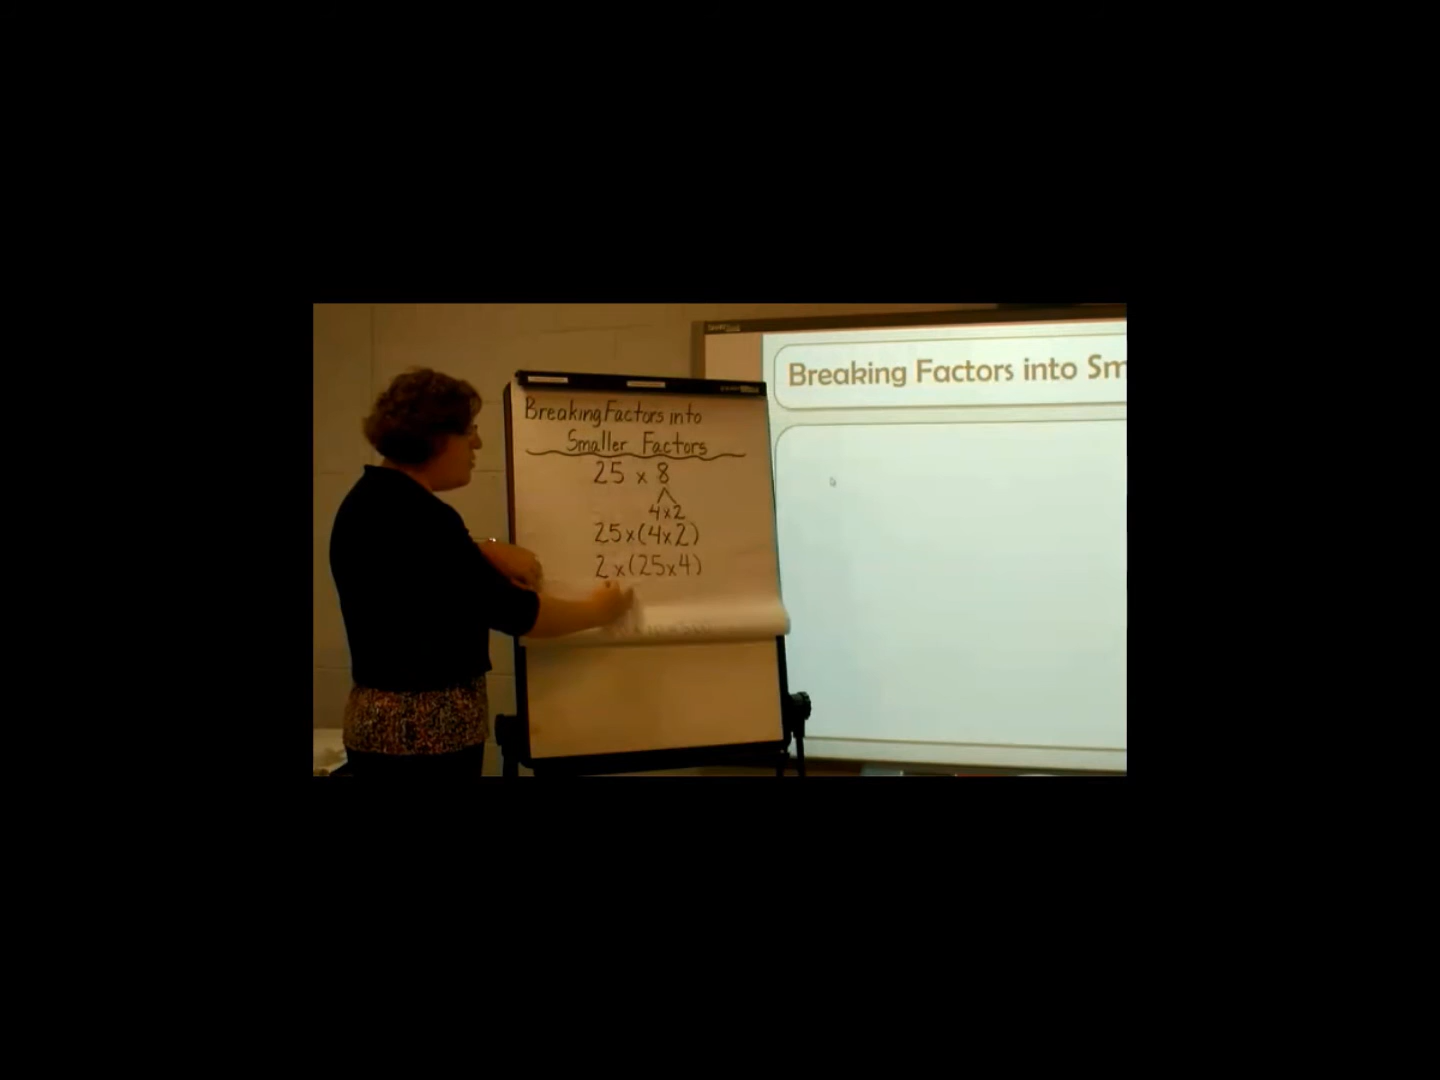 Breaking Factors into
Smaller Factors
25 x 8
4x2
25x(4x2)
2x(25x4)
Breaking Factors into Sm